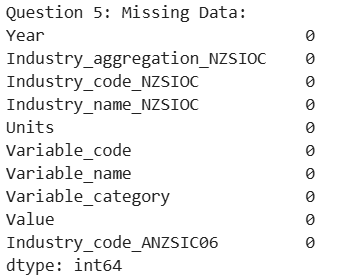 Question 5: Missing Data:
Year                         0
Industry_aggregation_NZSIOC  0
Industry_code_NZSIOC         0
Industry_name_NZSIOC         0
Units                        0
Variable_code                0
Variable_name                0
Variable_category            0
Value                        0
Industry_code_ANZSIC06       0
dtype: int64